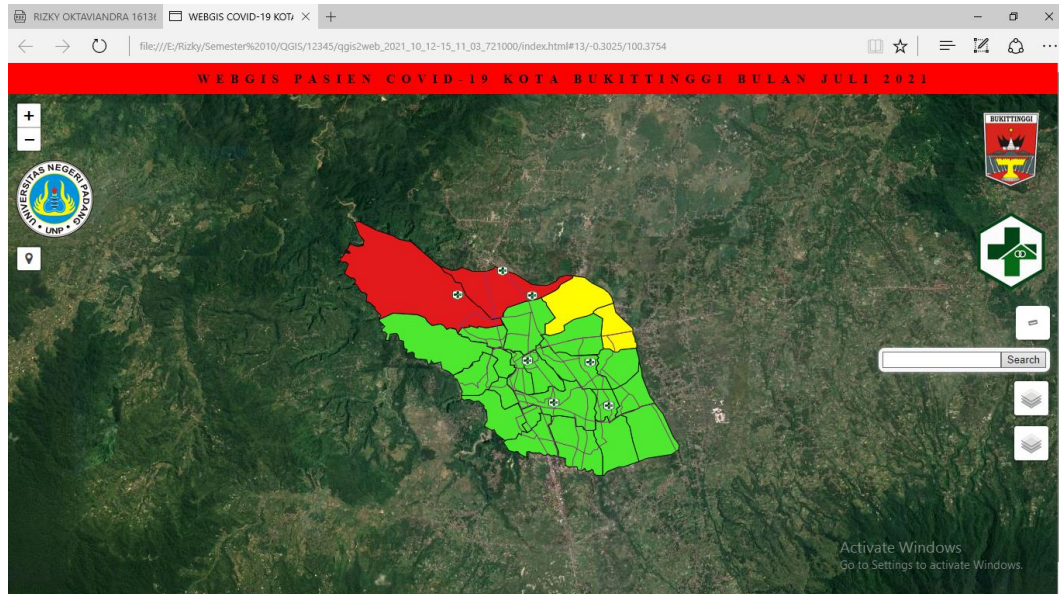 RIZKY OKTAVIANDRA 1613
WEBGIS COVID-19 KOT
file:///E:/Rizky/Semester%2010/QGIS/12345/qgis2web_2021_10_12-15_11_03_721000/index.html#13/-0.3025/100.3754
WEBGIS PASIEN COVID-19 KOTA BUKITTINGGI BULAN JULI 2021
+
−
UNIVERSITAS NEGERI PADANG
UNP
BUKITTINGGI
Search
Activate Windows
Go to Settings to activate Windows.